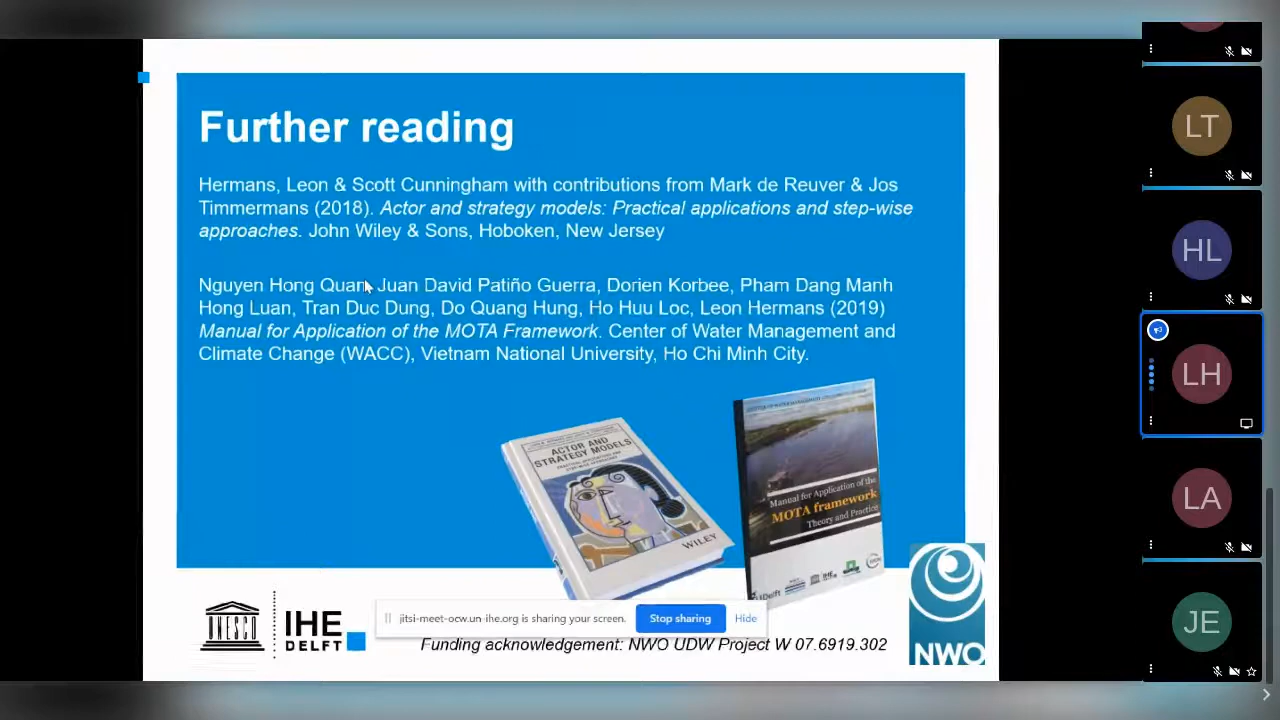 Further reading
Hermans, Leon & Scott Cunningham with contributions from Mark de Reuver & Jos
Timmermans (2018). Actor and strategy models: Practical applications and step-wise
approaches. John Wiley & Sons, Hoboken, New Jersey
Nguyen Hong Quan, Juan David Patiño Guerra, Dorien Korbee, Pham Dang Manh
Hong Luan, Tran Duc Dung, Do Quang Hung, Ho Huu Loc, Leon Hermans (2019)
Manual for Application of the MOTA Framework. Center of Water Management and
Climate Change (WACC), Vietnam National University, Ho Chi Minh City.
ACTOR AND
STRATEGY MODELS
WILEY
Manual for Application of the
MOTA framework
Theory and Practice
UNESCO
IHE
DELFT
jitsi-meet-ocw.un-ihe.org is sharing your screen.
Stop sharing
Hide
Funding acknowledgement: NWO UDW Project W 07.6919.302
NWO
LT
HL
LH
LA
JE